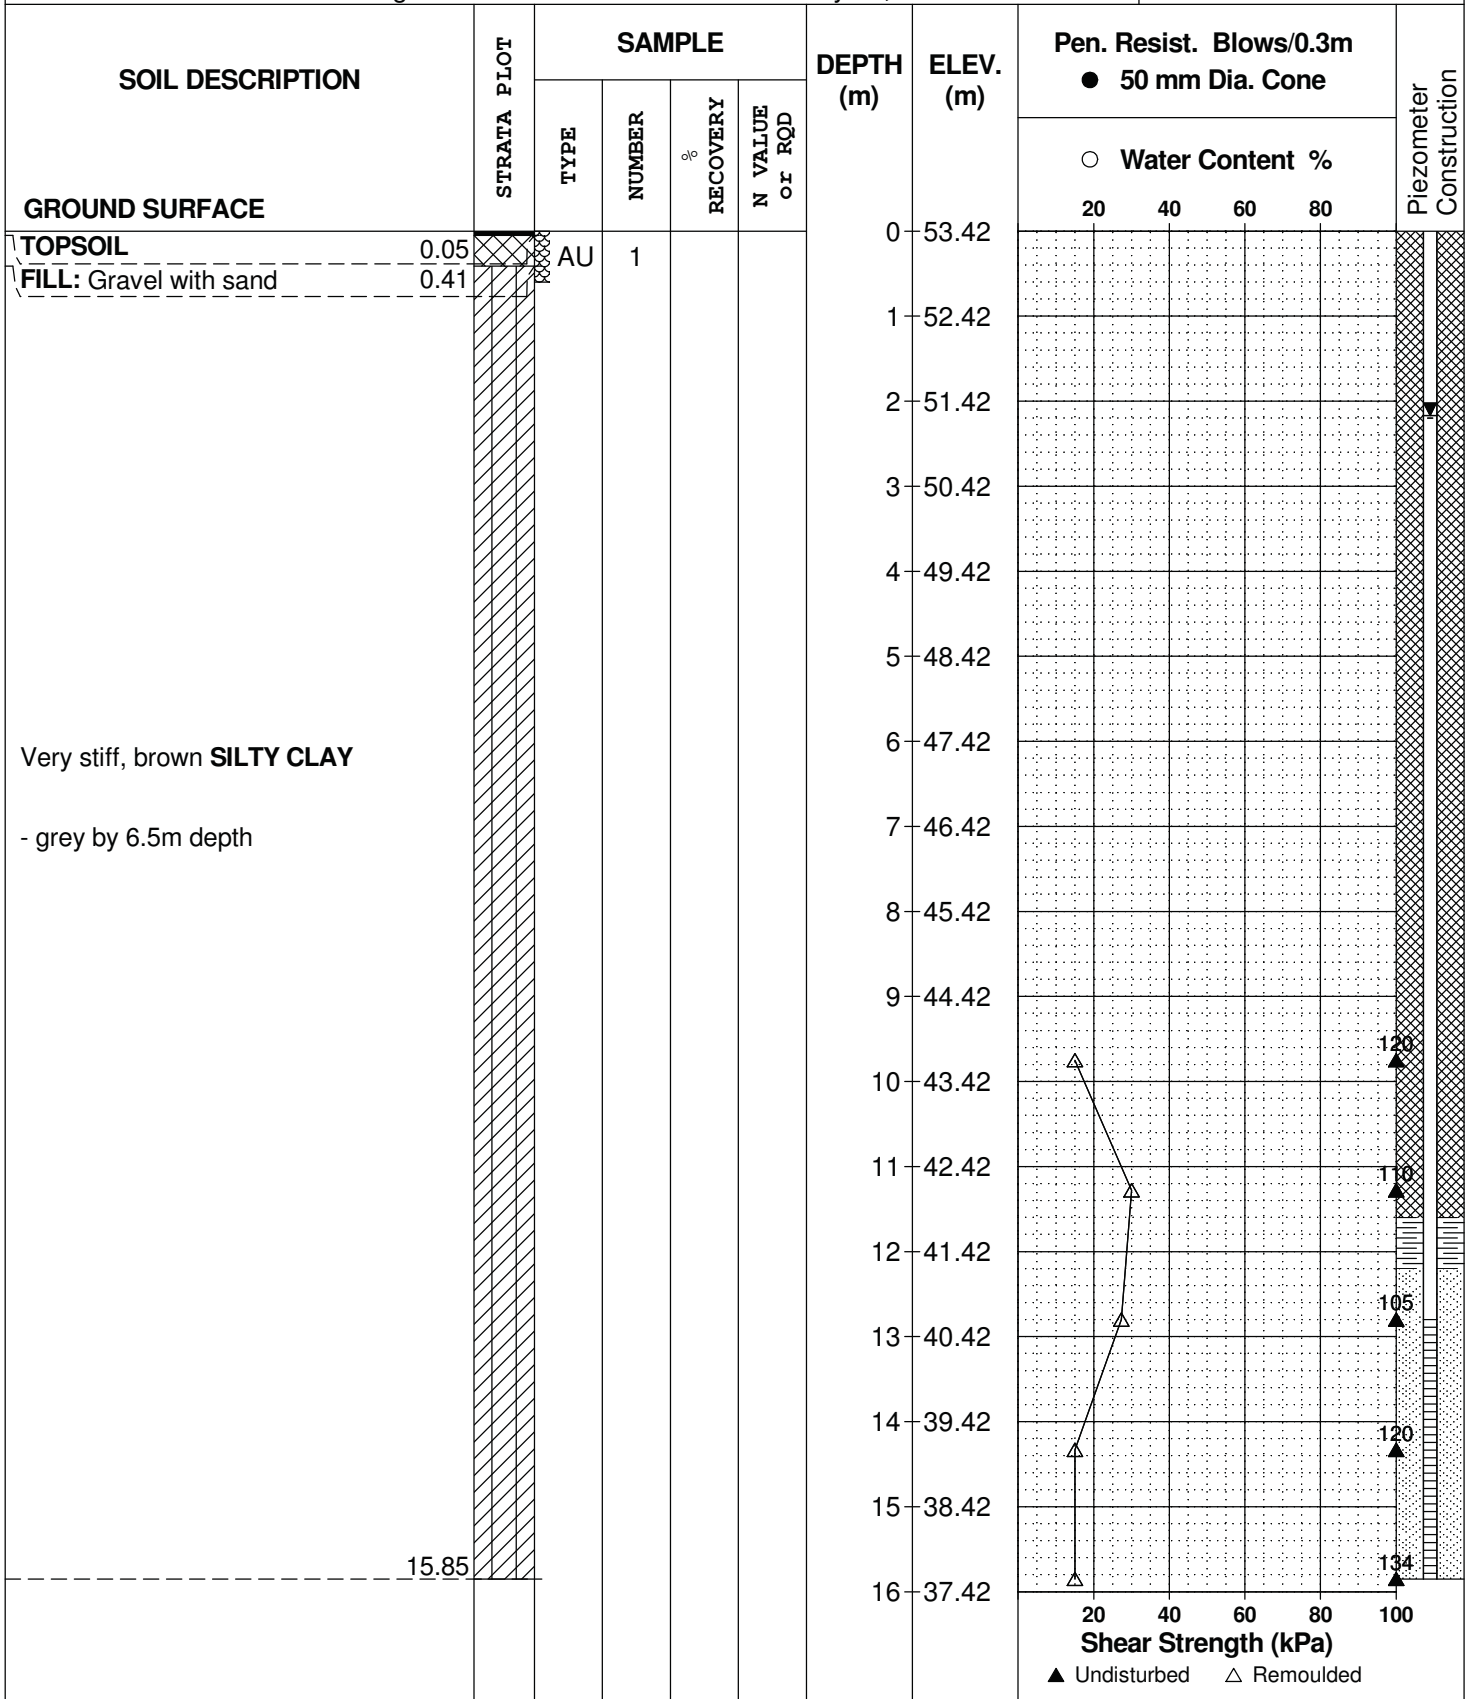 SOIL DESCRIPTION
GROUND SURFACE
STRATA PLOT
SAMPLE
TYPE
NUMBER
% RECOVERY
N VALUE or RQD
DEPTH (m)
ELEV. (m)
Pen. Resist. Blows/0.3m
● 50 mm Dia. Cone
○ Water Content %
20 40 60 80
Piezometer Construction
TOPSOIL 0.05
FILL: Gravel with sand 0.41
AU 1
0 53.42
1 52.42
2 51.42
3 50.42
4 49.42
5 48.42
Very stiff, brown SILTY CLAY
6 47.42
- grey by 6.5m depth
7 46.42
8 45.42
9 44.42
120
10 43.42
11 42.42
110
12 41.42
105
13 40.42
14 39.42
120
15 38.42
15.85
134
16 37.42
20 40 60 80 100
Shear Strength (kPa)
▲ Undisturbed △ Remoulded